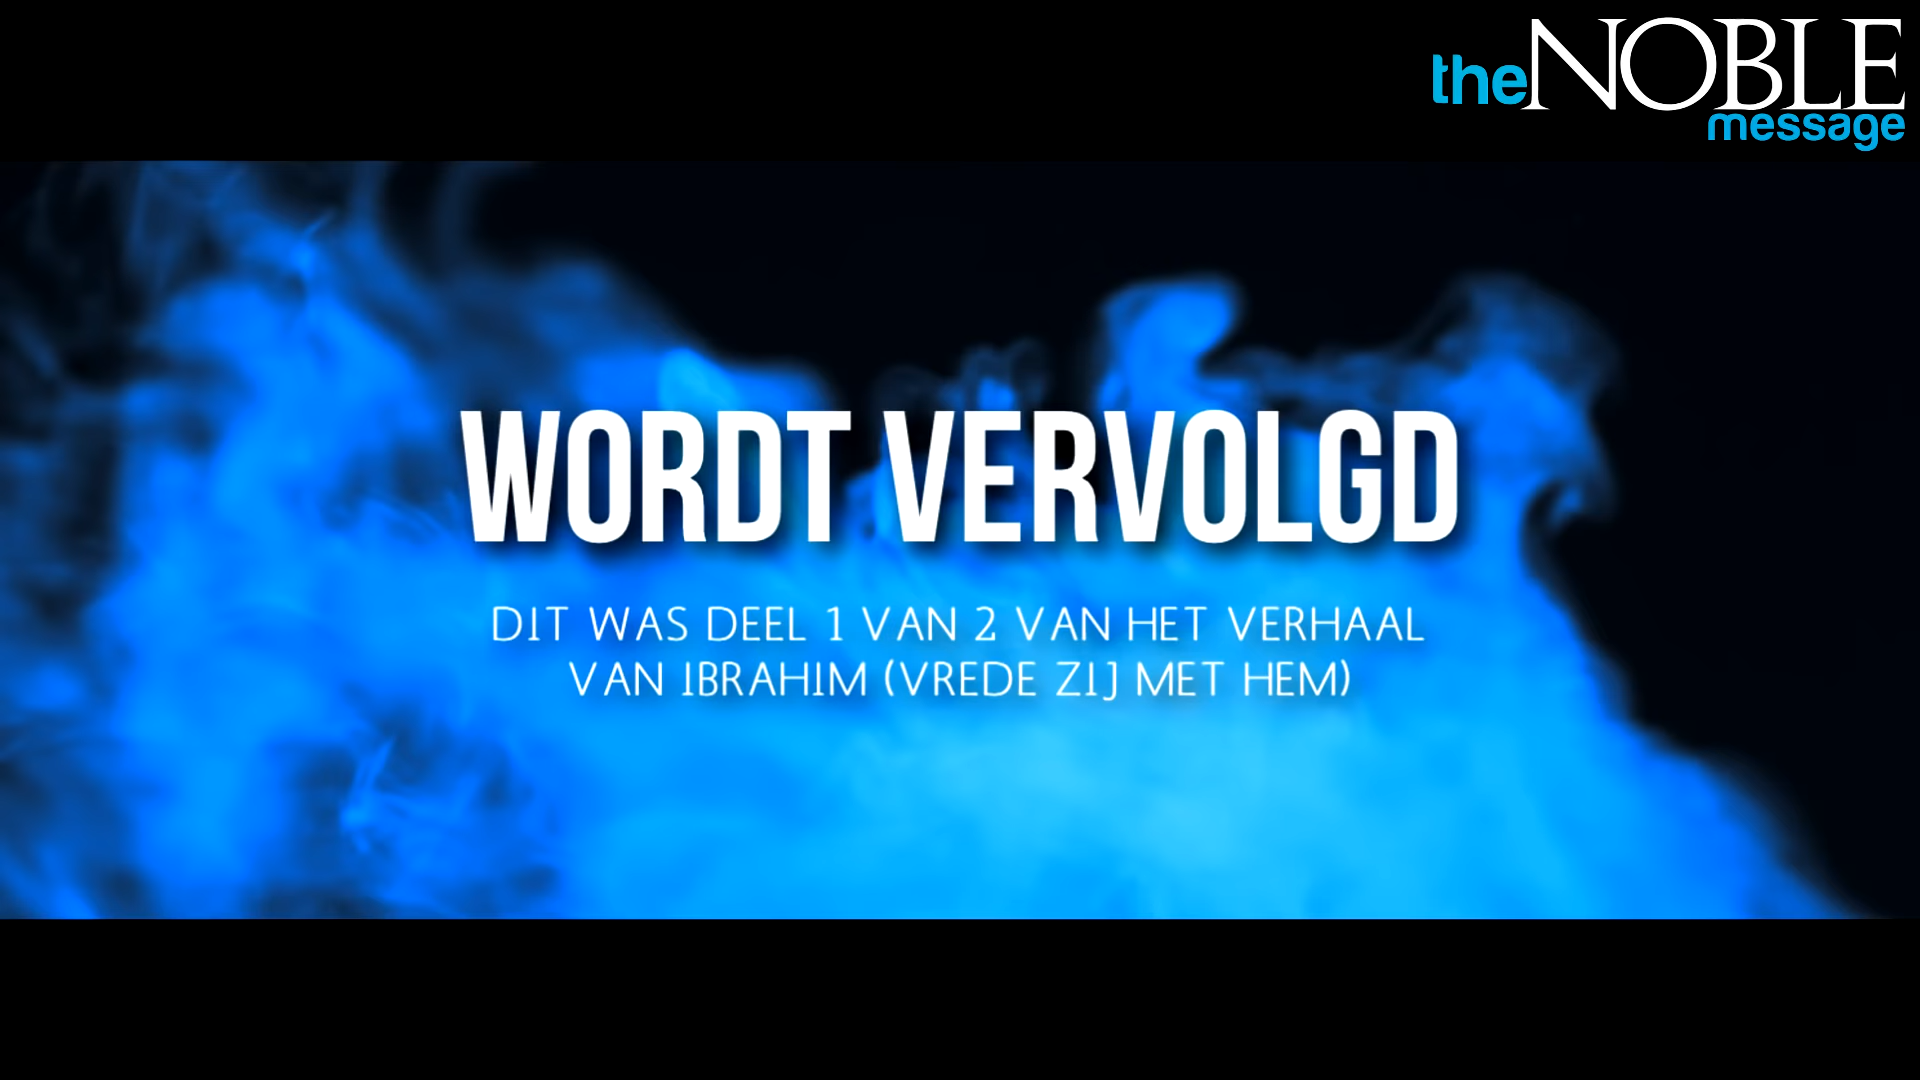 theNOBLE
message
WORDT VERVOLGD
DIT WAS DEEL 1 VAN 2 VAN HET VERHAAL
VAN IBRAHIM (VREDE ZIJ MET HEM)